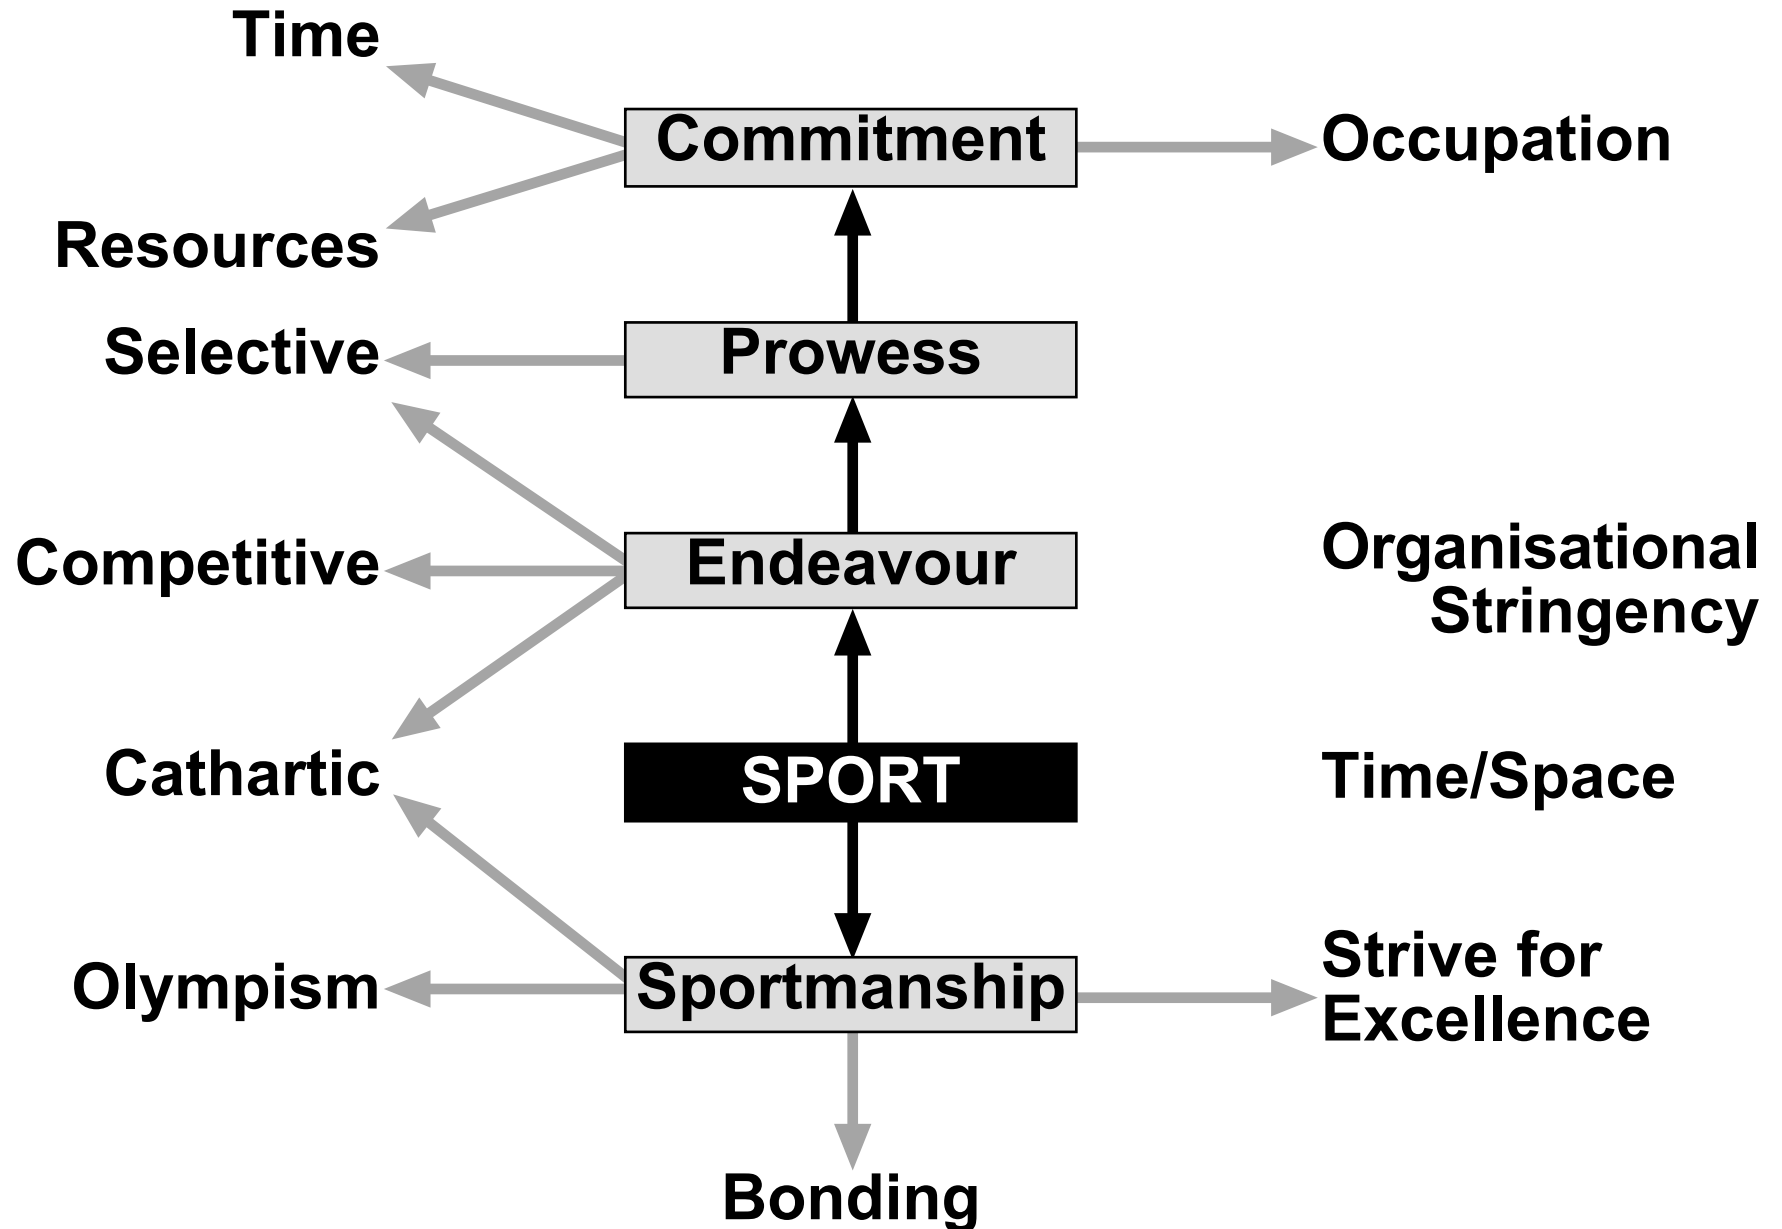 Time
Commitment
Occupation
Resources
Selective
Prowess
Competitive
Endeavour
Organisational
Stringency
Cathartic
SPORT
Time/Space
Olympism
Sportmanship
Strive for
Excellence
Bonding